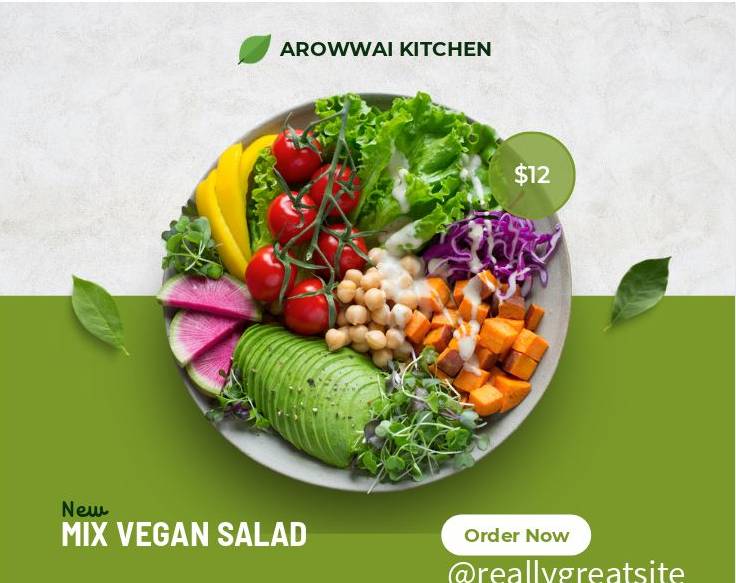 AROWWAI KITCHEN
$12
New
MIX VEGAN SALAD
Order Now
@reallygreatsite